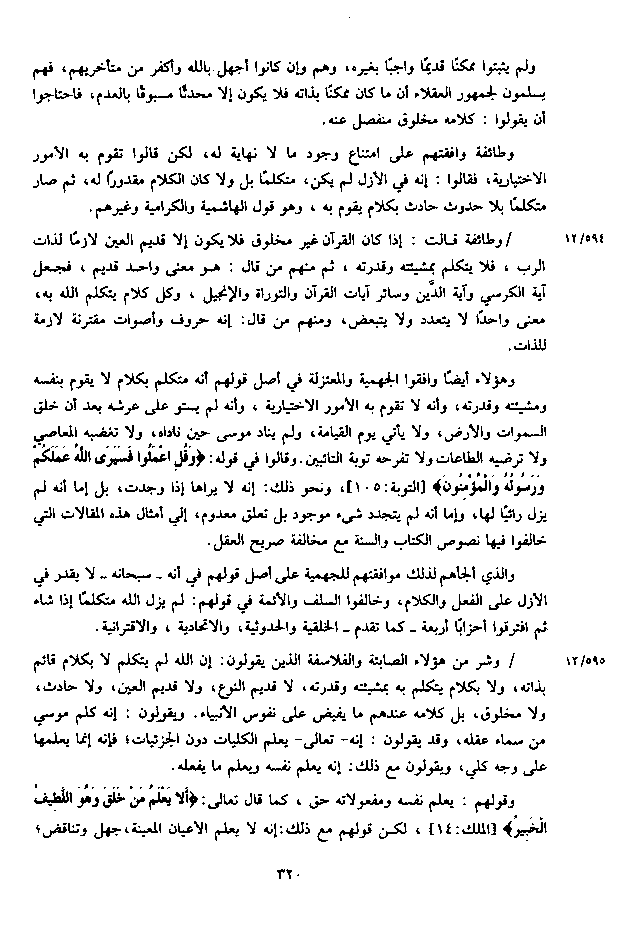 ولم يثبتوا ممكنًا قديمًا واجبًا بغيره، وهم وإن كانوا أجهل بالله وأكفر من متأخريهم، فهم
يسلمون لجمهور العقلاء أن ما كان ممكنًا بذاته فلا يكون إلا محدثًا مسبوقًا بالعدم، فاحتاجوا
أن يقولوا : كلامه مخلوق منفصل عنه.
وطائفة وافقتهم على امتناع وجود ما لا نهاية له، لكن قالوا تقوم به الأمور
الاختيارية، فقالوا : إنه في الأزل لم يكن، متكلمًا بل ولا كان الكلام مقدورًا له، ثم صار
متكلمًا بلا حدوث حادث بكلام يقوم به ، وهو قول الهاشمية والكرامية وغيرهم.
١٢/٥٩٤ / وطائفة قالت : إذا كان القرآن غير مخلوق فلا يكون إلا قديم العين لازمًا لذات
الرب ، فلا يتكلم بمشيئته وقدرته ، ثم منهم من قال : هو معنى واحد قديم ، فجعل
آية الكرسي وآية الدَّين وسائر آيات القرآن والتوراة والإنجيل ، وكل كلام يتكلم الله به،
معنى واحدًا لا يتعدد ولا يتبعض، ومنهم من قال: إنه حروف وأصوات مقترنة لازمة
للذات.
وهؤلاء أيضًا وافقوا الجهمية والمعتزلة في أصل قولهم أنه متكلم بكلام لا يقوم بنفسه
ومشيئته وقدرته، وأنه لا تقوم به الأمور الاختيارية ، وأنه لم يستو على عرشه بعد أن خلق
السموات والأرض، ولا يأتي يوم القيامة، ولم يناد موسى حين ناداه، ولا تغضبه المعاصي
ولا ترضيه الطاعات ولا تفرحه توبة التائبين. وقالوا في قوله: ﴿وَقُلِ اعْمَلُوا فَسَيَرَى اللَّهُ عَمَلَكُمْ
وَرَسُولُهُ وَالْمُؤْمِنُونَ﴾ [التوبة: ١٠٥]، ونحو ذلك: إنه لا يراها إذا وجدت، بل إما أنه لم
يزل رائيًا لها، وإما أنه لم يتجدد شيء موجود بل تعلق معدوم، إلي أمثال هذه المقالات التي
خالفوا فيها نصوص الكتاب والسنة مع مخالفة صريح العقل.
والذي ألجأهم لذلك موافقتهم للجهمية على أصل قولهم في أنه ـ سبحانه ـ لا يقدر في
الأزل على الفعل والكلام، وخالفوا السلف والأئمة في قولهم: لم يزل الله متكلمًا إذا شاء
ثم افترقوا أحزابًا أربعة ـ كما تقدم ـ الخلقية والحدوثية، والاتحادية ، والاقترانية.
١٢/٥٩٥ / وشر من هؤلاء الصابئة والفلاسفة الذين يقولون: إن الله لم يتكلم لا بكلام قائم
بذاته، ولا بكلام يتكلم به بمشيئته وقدرته، لا قديم النوع، ولا قديم العين، ولا حادث،
ولا مخلوق، بل كلامه عندهم ما يفيض على نفوس الأنبياء. ويقولون : إنه كلم موسي
من سماء عقله، وقد يقولون : إنه- تعالى- يعلم الكليات دون الجزئيات؛ فإنه إنما يعلمها
على وجه كلي، ويقولون مع ذلك: إنه يعلم نفسه ويعلم ما يفعله.
وقولهم : يعلم نفسه ومفعولاته حق ، كما قال تعالى: ﴿أَلا يَعْلَمُ مَنْ خَلَقَ وَهُوَ اللَّطِيفُ
الْخَبِيرُ﴾ [الملك: ١٤] ، لكن قولهم مع ذلك: إنه لا يعلم الأعيان المعينة، جهل وتناقض؟
٣٢٠